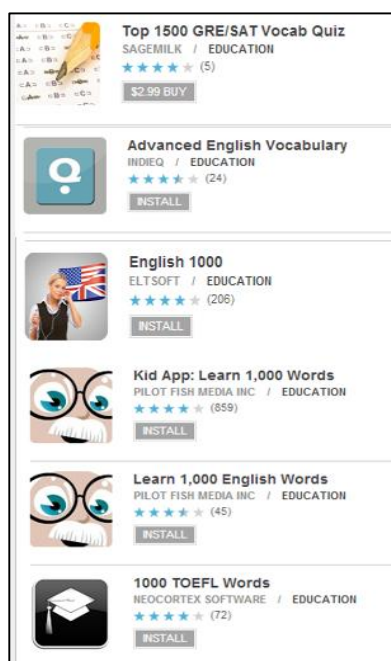 Top 1500 GRE/SAT Vocab Quiz
SAGEMILK / EDUCATION
(5)
$2.99 BUY
Advanced English Vocabulary
INDIEQ / EDUCATION
(24)
INSTALL
English 1000
ELTSOFT / EDUCATION
(206)
INSTALL
Kid App: Learn 1,000 Words
PILOT FISH MEDIA INC / EDUCATION
(859)
INSTALL
Learn 1,000 English Words
PILOT FISH MEDIA INC / EDUCATION
(45)
INSTALL
1000 TOEFL Words
NEOCORTEX SOFTWARE / EDUCATION
(72)
INSTALL